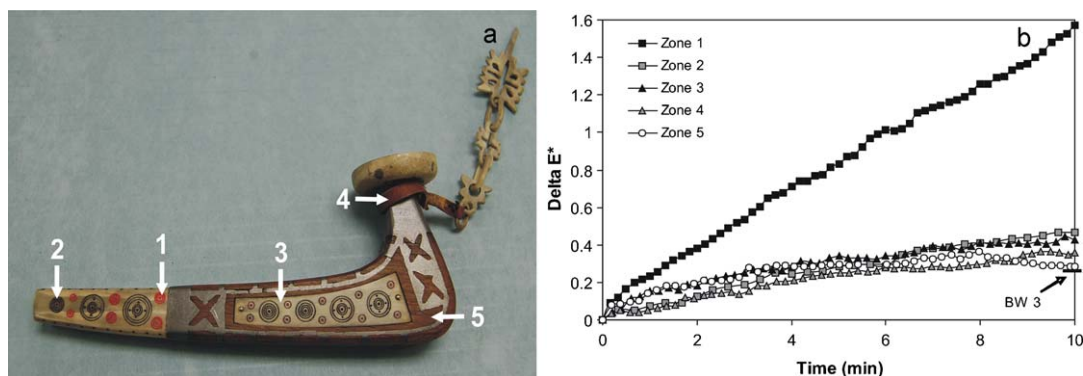 a
4
2
1
3
5
b
1.6
1.4
1.2
1
0.8
0.6
0.4
0.2
0
Delta E*
Zone 1
Zone 2
Zone 3
Zone 4
Zone 5
BW 3
0 2 4 6 8 10
Time (min)